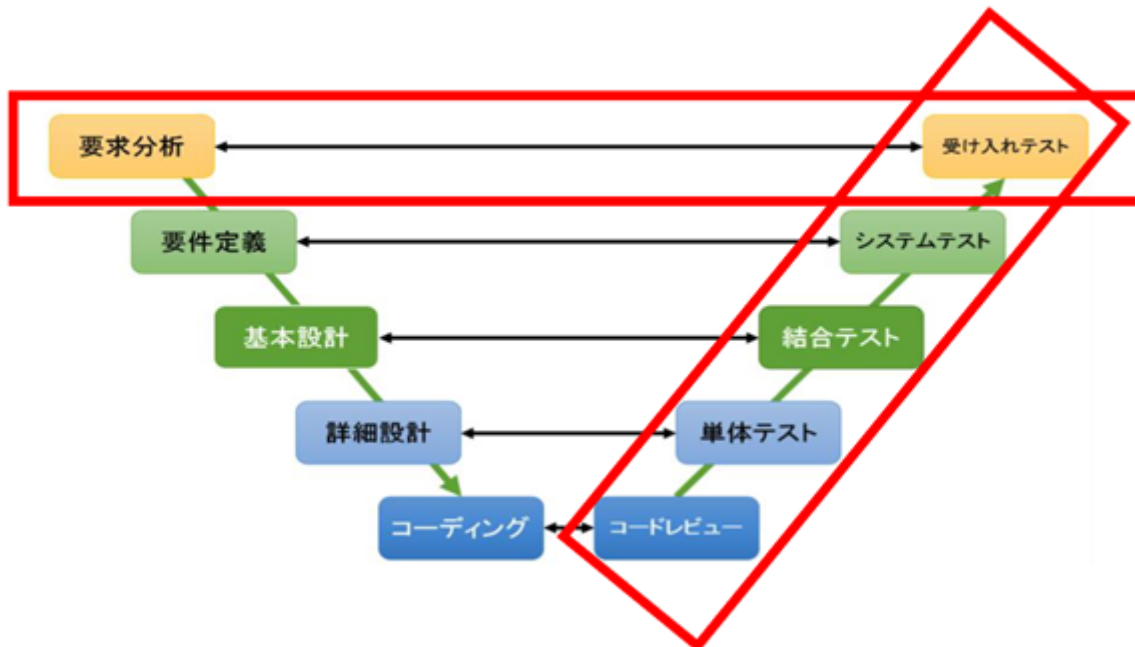 要求分析
受け入れテスト
要件定義
システムテスト
基本設計
結合テスト
詳細設計
単体テスト
コーディング
コードレビュー